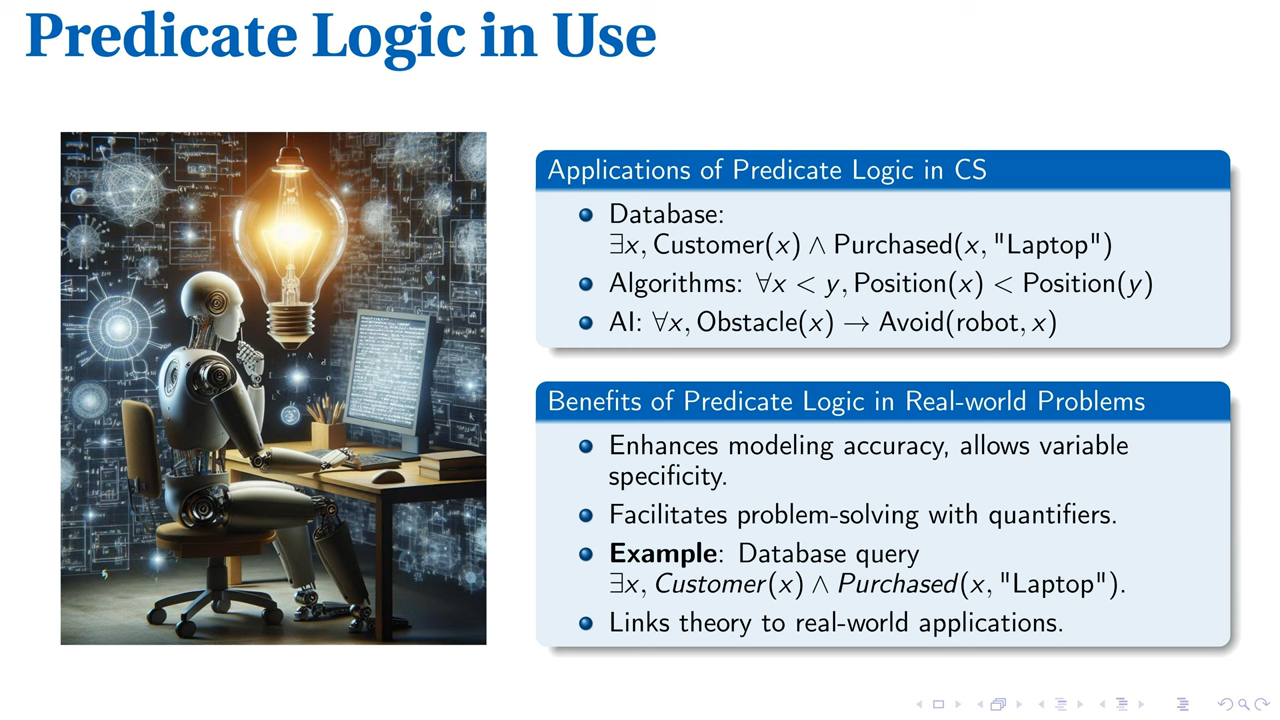 Predicate Logic in Use
Applications of Predicate Logic in CS
Database:
∃x, Customer(x) ∧ Purchased(x, "Laptop")
Algorithms: ∀x < y, Position(x) < Position(y)
AI: ∀x, Obstacle(x) → Avoid(robot, x)
Benefits of Predicate Logic in Real-world Problems
Enhances modeling accuracy, allows variable
specificity.
Facilitates problem-solving with quantifiers.
Example: Database query
∃x, Customer(x) ∧ Purchased(x, "Laptop").
Links theory to real-world applications.